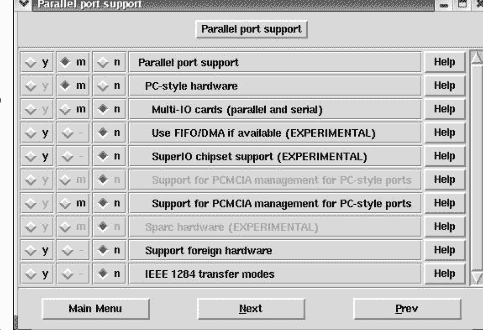 Parallel port support
Parallel port support
y m n Parallel port support Help
y m n PC-style hardware Help
y m n Multi-IO cards (parallel and serial) Help
y - n Use FIFO/DMA if available (EXPERIMENTAL) Help
y - n SuperIO chipset support (EXPERIMENTAL) Help
y m n Support for PCMCIA management for PC-style ports Help
y m n Support for PCMCIA management for PC-style ports Help
y m n Sparc hardware (EXPERIMENTAL) Help
y - n Support foreign hardware Help
y - n IEEE 1284 transfer modes Help
Main Menu Next Prev